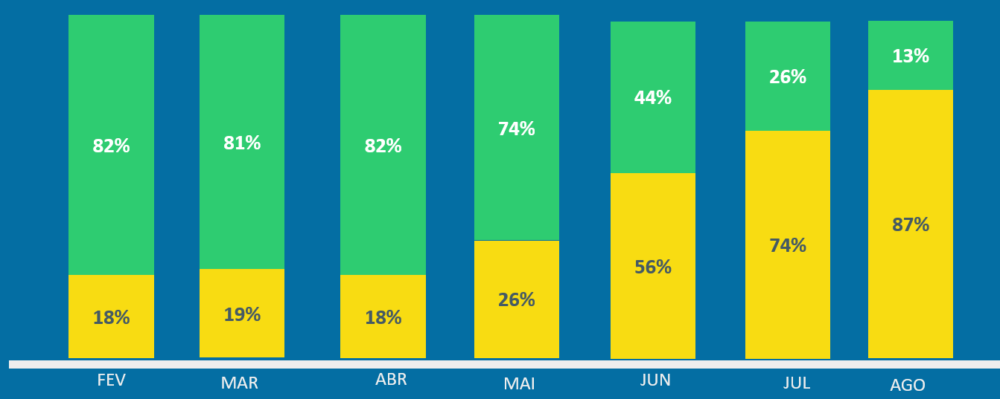 82% 81% 82% 74% 44% 26% 13%
18% 19% 18% 26% 56% 74% 87%
FEV MAR ABR MAI JUN JUL AGO